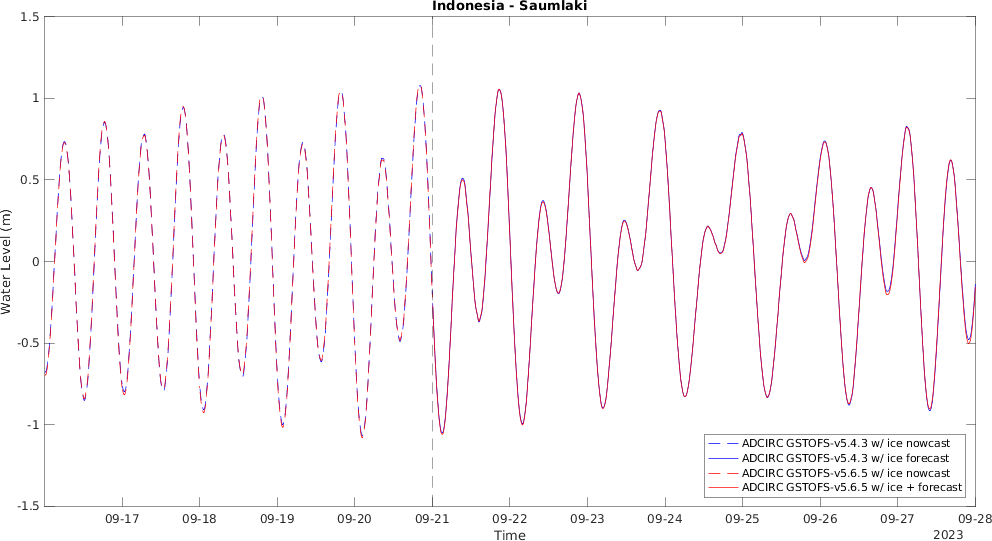 Indonesia - Saumlaki
1.5
1
0.5
0
-0.5
-1
-1.5
Water Level (m)
ADCIRC GSTOFS-v5.4.3 w/ ice nowcast
ADCIRC GSTOFS-v5.4.3 w/ ice forecast
ADCIRC GSTOFS-v5.6.5 w/ ice nowcast
ADCIRC GSTOFS-v5.6.5 w/ ice + forecast
09-17 09-18 09-19 09-20 09-21 09-22 09-23 09-24 09-25 09-26 09-27 09-28
Time
2023